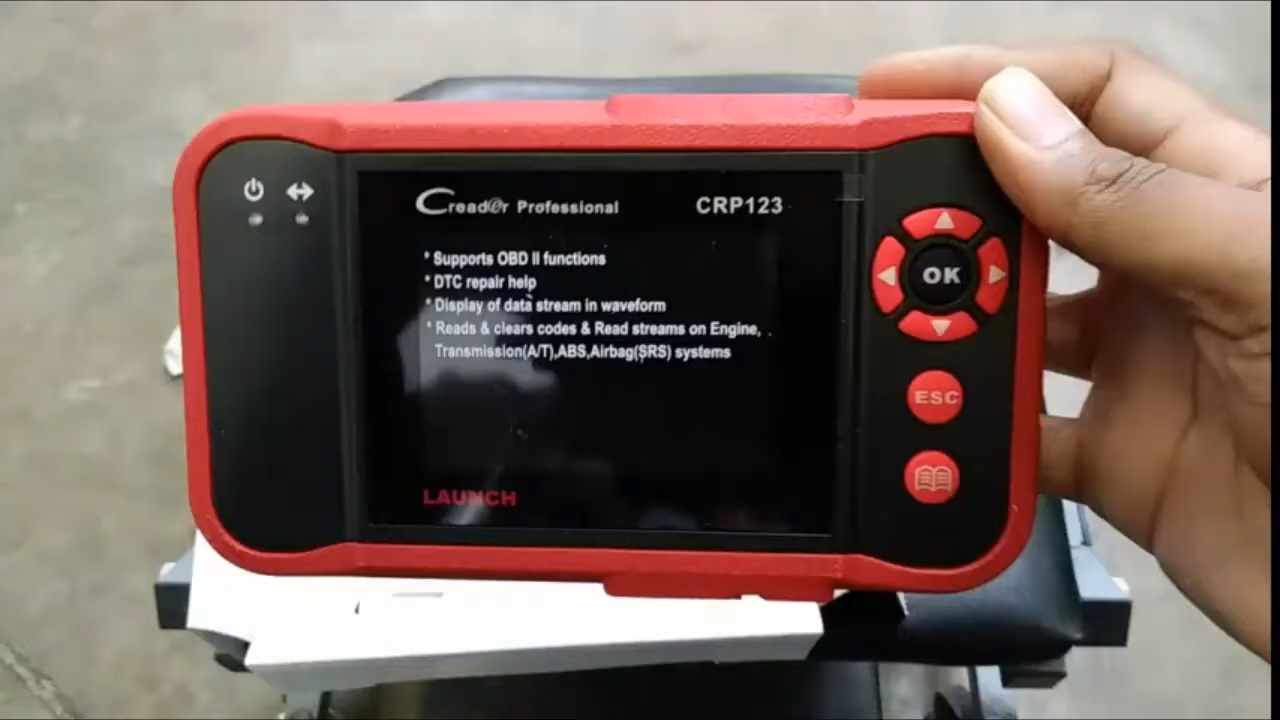 Creader Professional CRP123
* Supports OBD II functions
* DTC repair help
* Display of data stream in waveform
* Reads & clears codes & Read streams on Engine,
Transmission(A/T),ABS,Airbag(SRS) systems
LAUNCH
OK
ESC